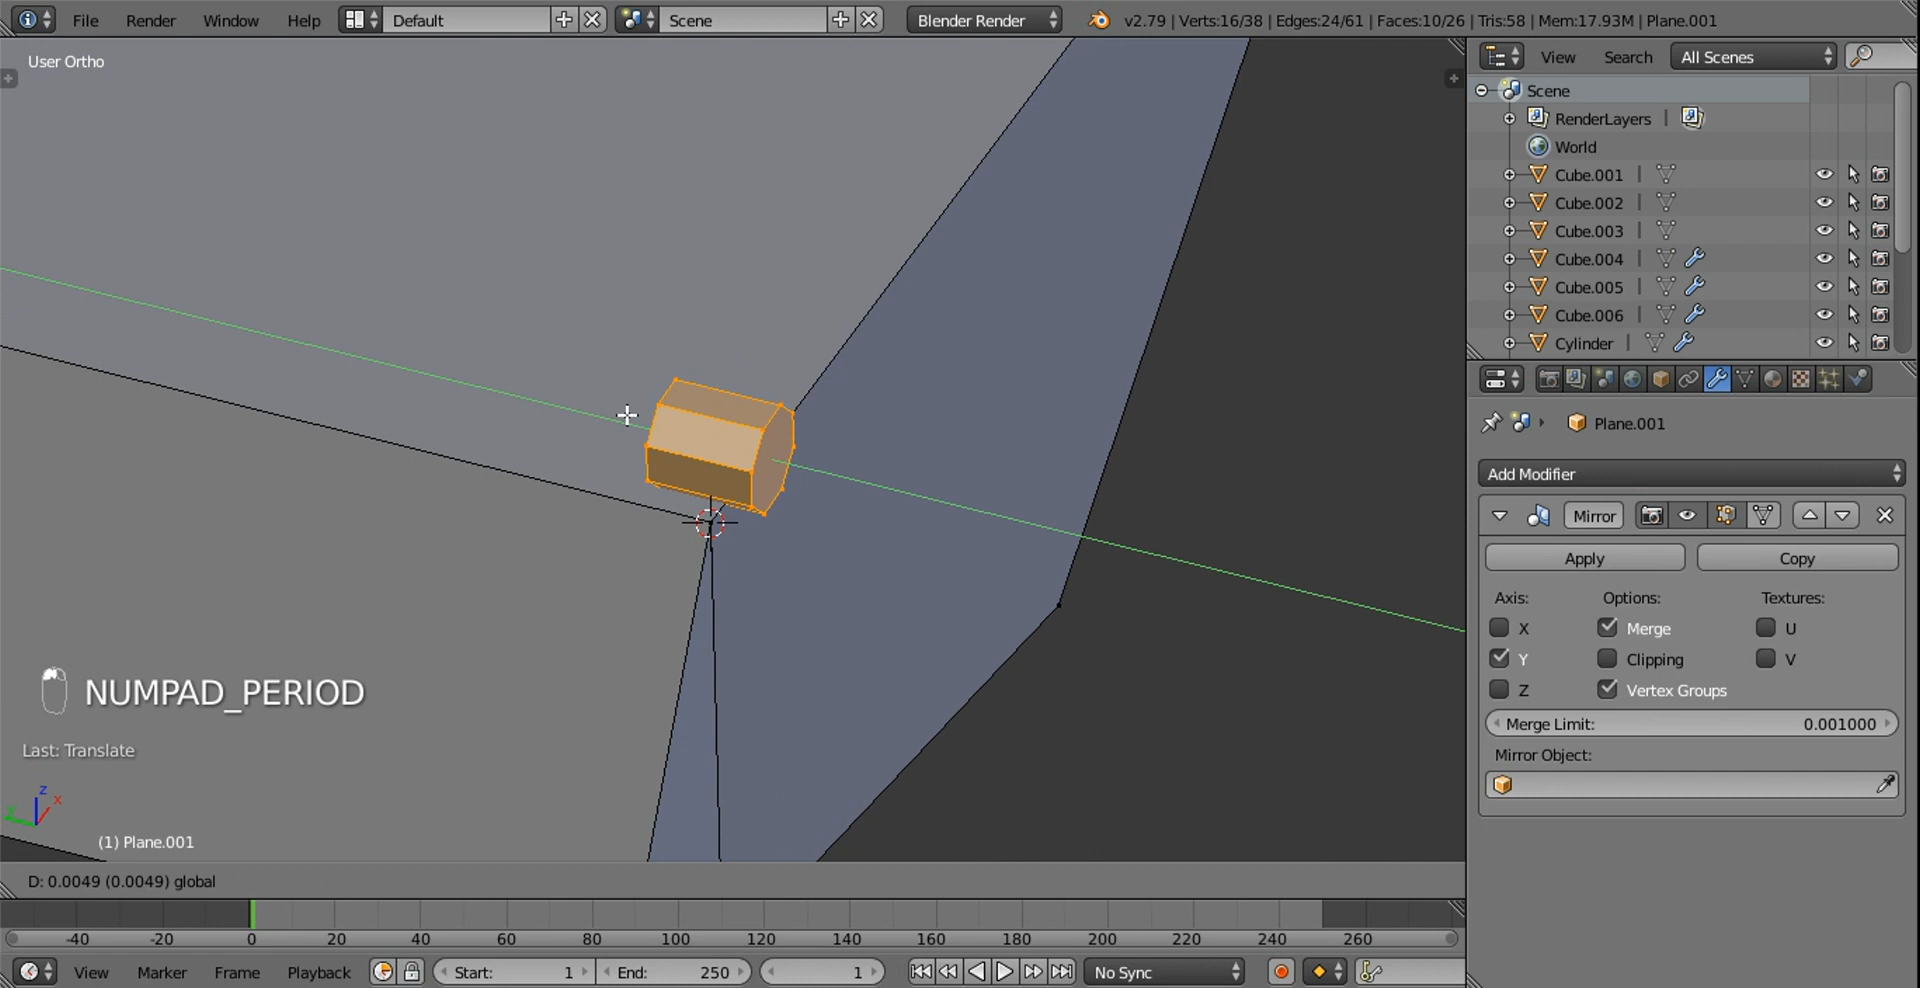 File Render Window Help Default Scene Blender Render v2.79 | Verts:16/38 | Edges:24/61 | Faces:10/26 | Tris:58 | Mem:17.93M | Plane.001
User Ortho
View Search All Scenes
Scene
RenderLayers
World
Cube.001
Cube.002
Cube.003
Cube.004
Cube.005
Cube.006
Cylinder
Plane.001
Add Modifier
Mirror
Apply Copy
Axis: Options: Textures:
X Merge U
Y Clipping V
Z Vertex Groups
Merge Limit: 0.001000
Mirror Object:
NUMPAD_PERIOD
Last: Translate
z
x
y
(1) Plane.001
D: 0.0049 (0.0049) global
-40 -20 0 20 40 60 80 100 120 140 160 180 200 220 240 260
View Marker Frame Playback Start: 1 End: 250 1 No Sync